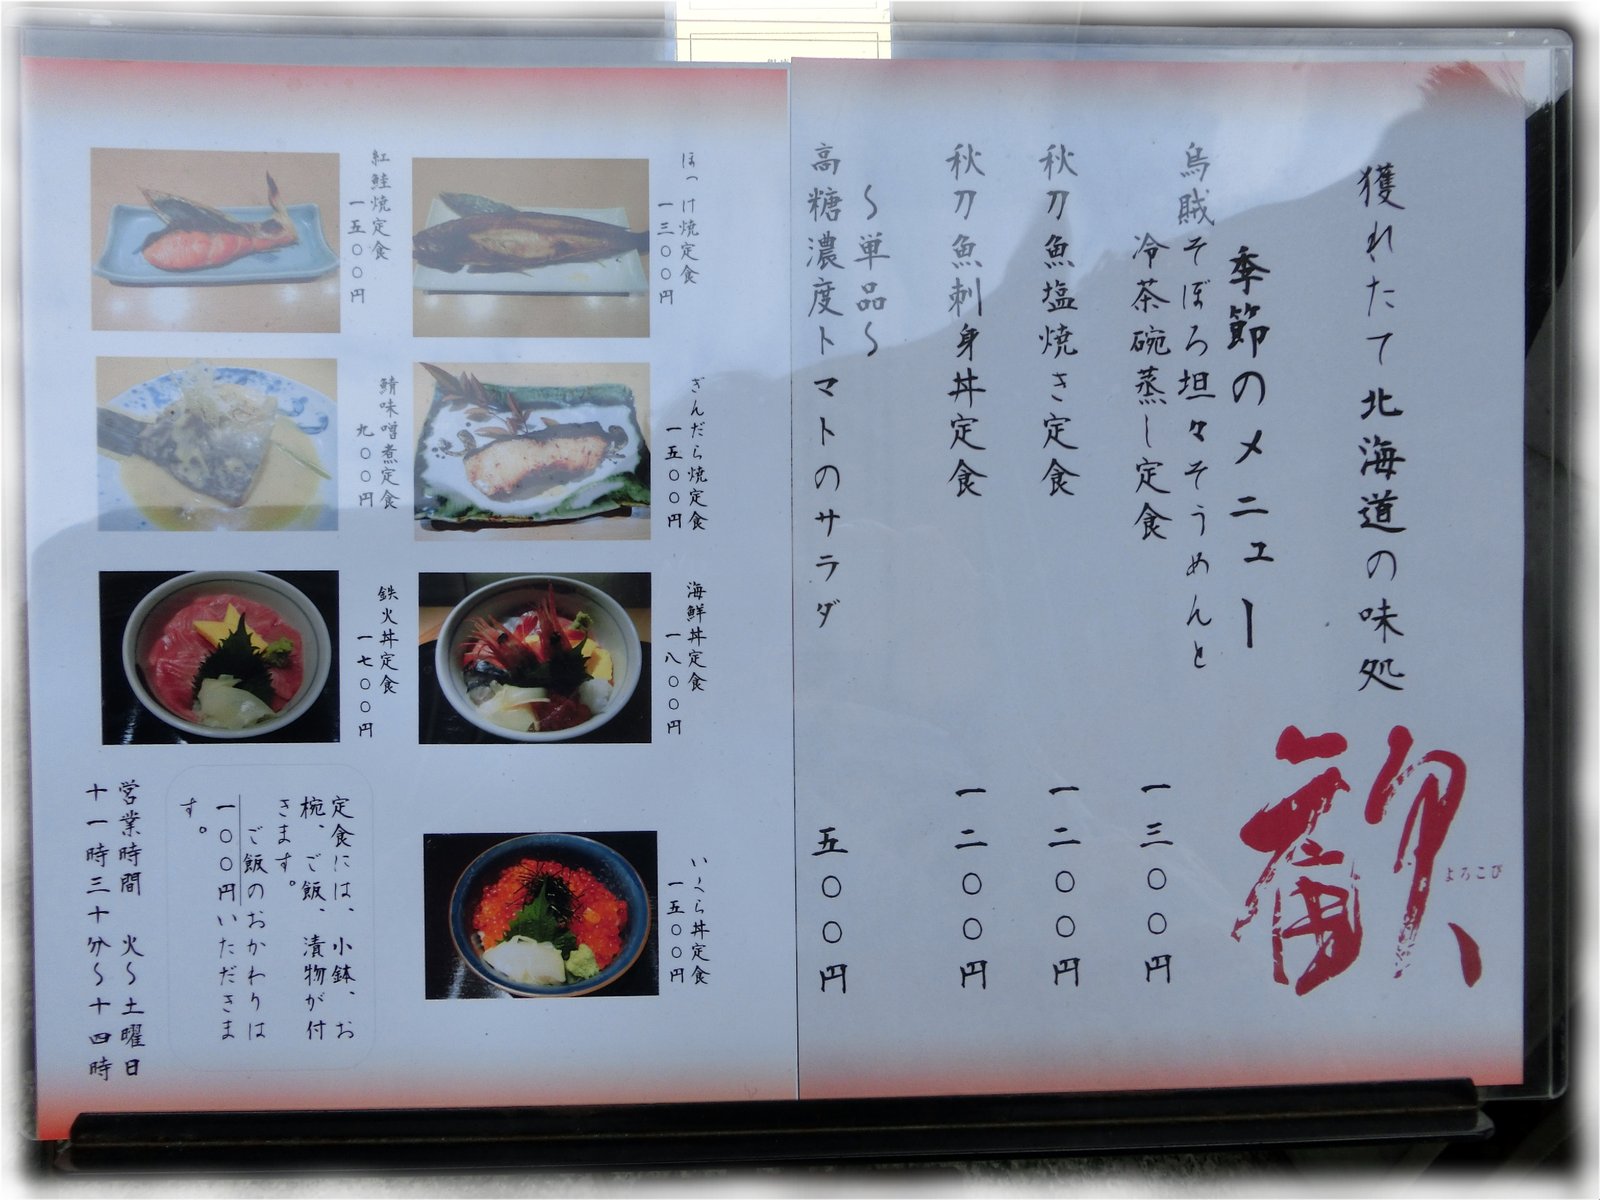 獲れたて北海道の味処
歓
よろこび
季節のメニュー
烏賊そぼろ坦々そうめんと
冷茶碗蒸し定食 一三〇〇円
秋刀魚塩焼き定食 一二〇〇円
秋刀魚刺身丼定食 一二〇〇円
～単品～
高糖濃度トマトのサラダ 五〇〇円
ほっけ焼定食
一三〇〇円
紅鮭焼定食
一五〇〇円
ぎんだら焼定食
一五〇〇円
鯖味噌煮定食
九〇〇円
海鮮丼定食
一八〇〇円
鉄火丼定食
一七〇〇円
いくら丼定食
一五〇〇円
定食には、小鉢、お
椀、ご飯、漬物が付
きます。
ご飯のおかわりは
一〇〇円いただきま
す。
営業時間 火～土曜日
十一時三十分～十四時